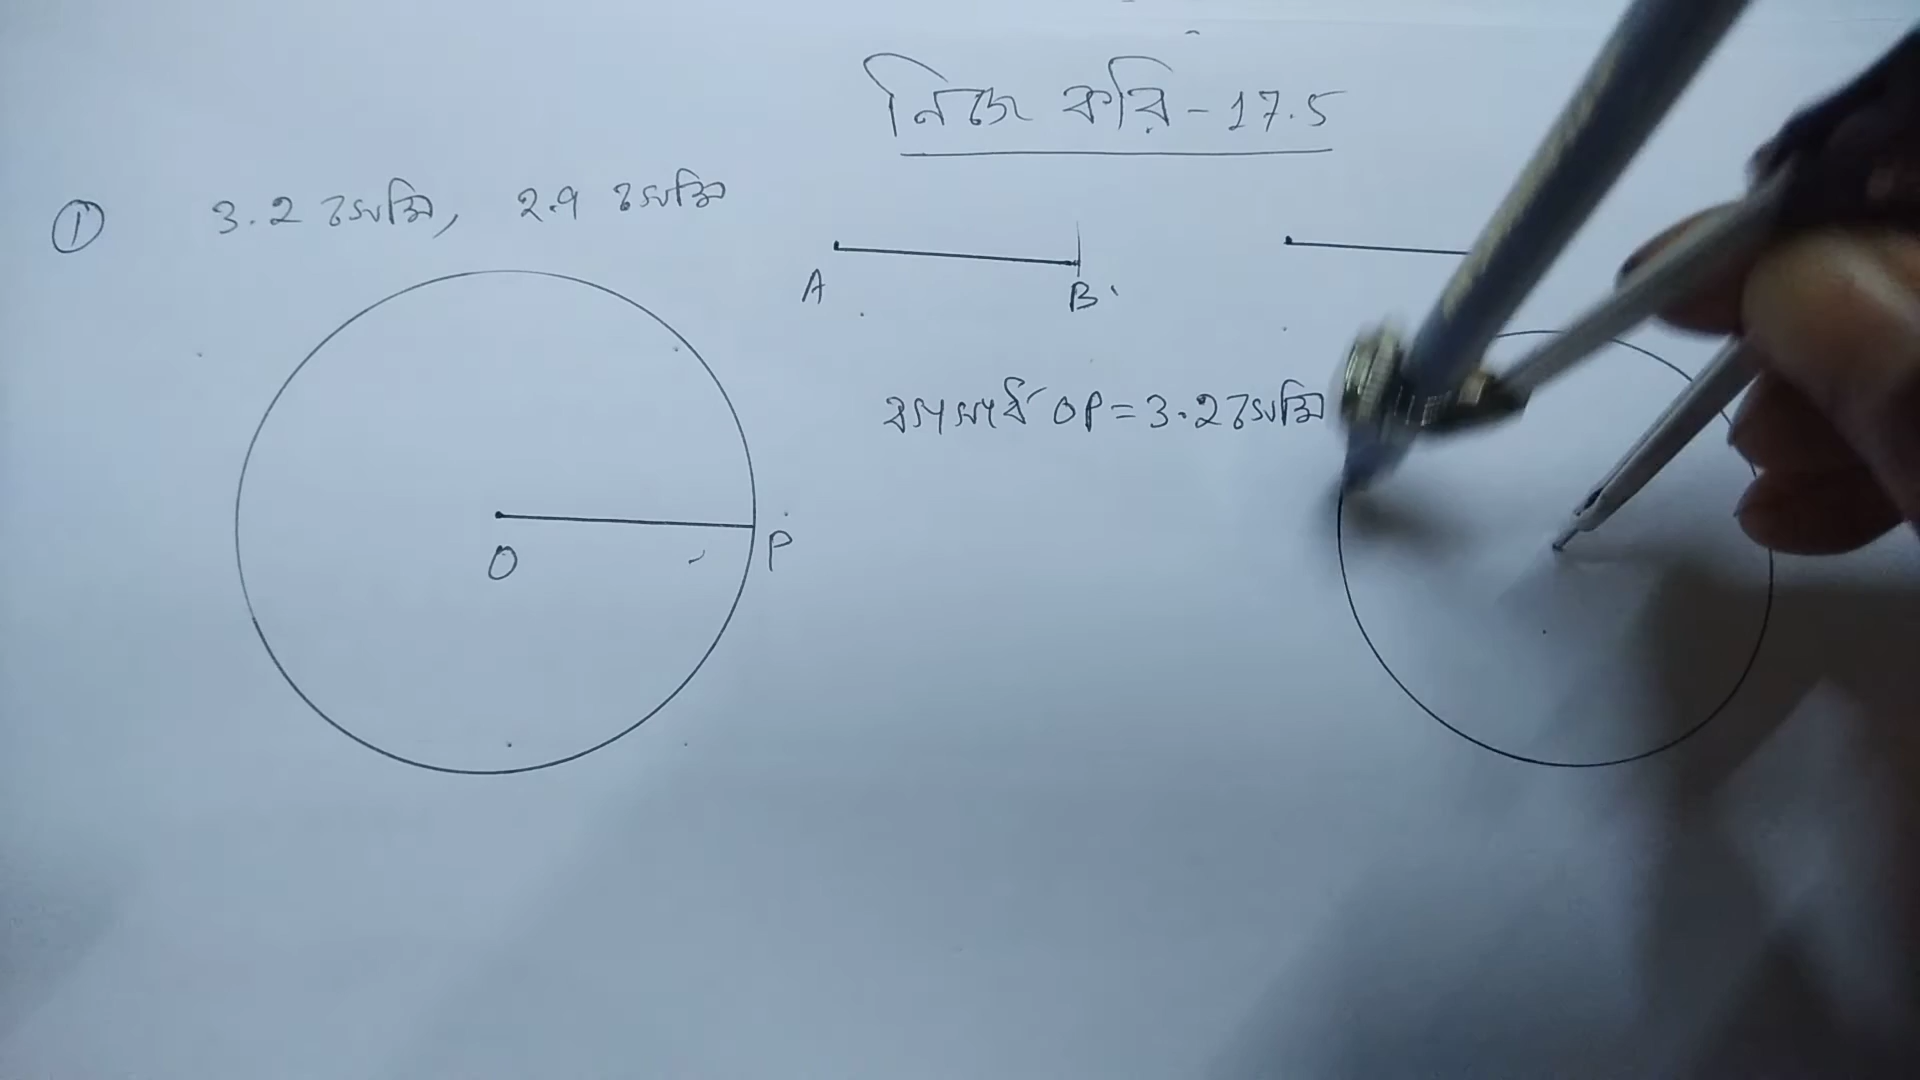 নিজে করি - 17.5
① 3.2 সেমি, 2.9 সেমি
A B
ব্যাসার্ধ OP = 3.2 সেমি
O P